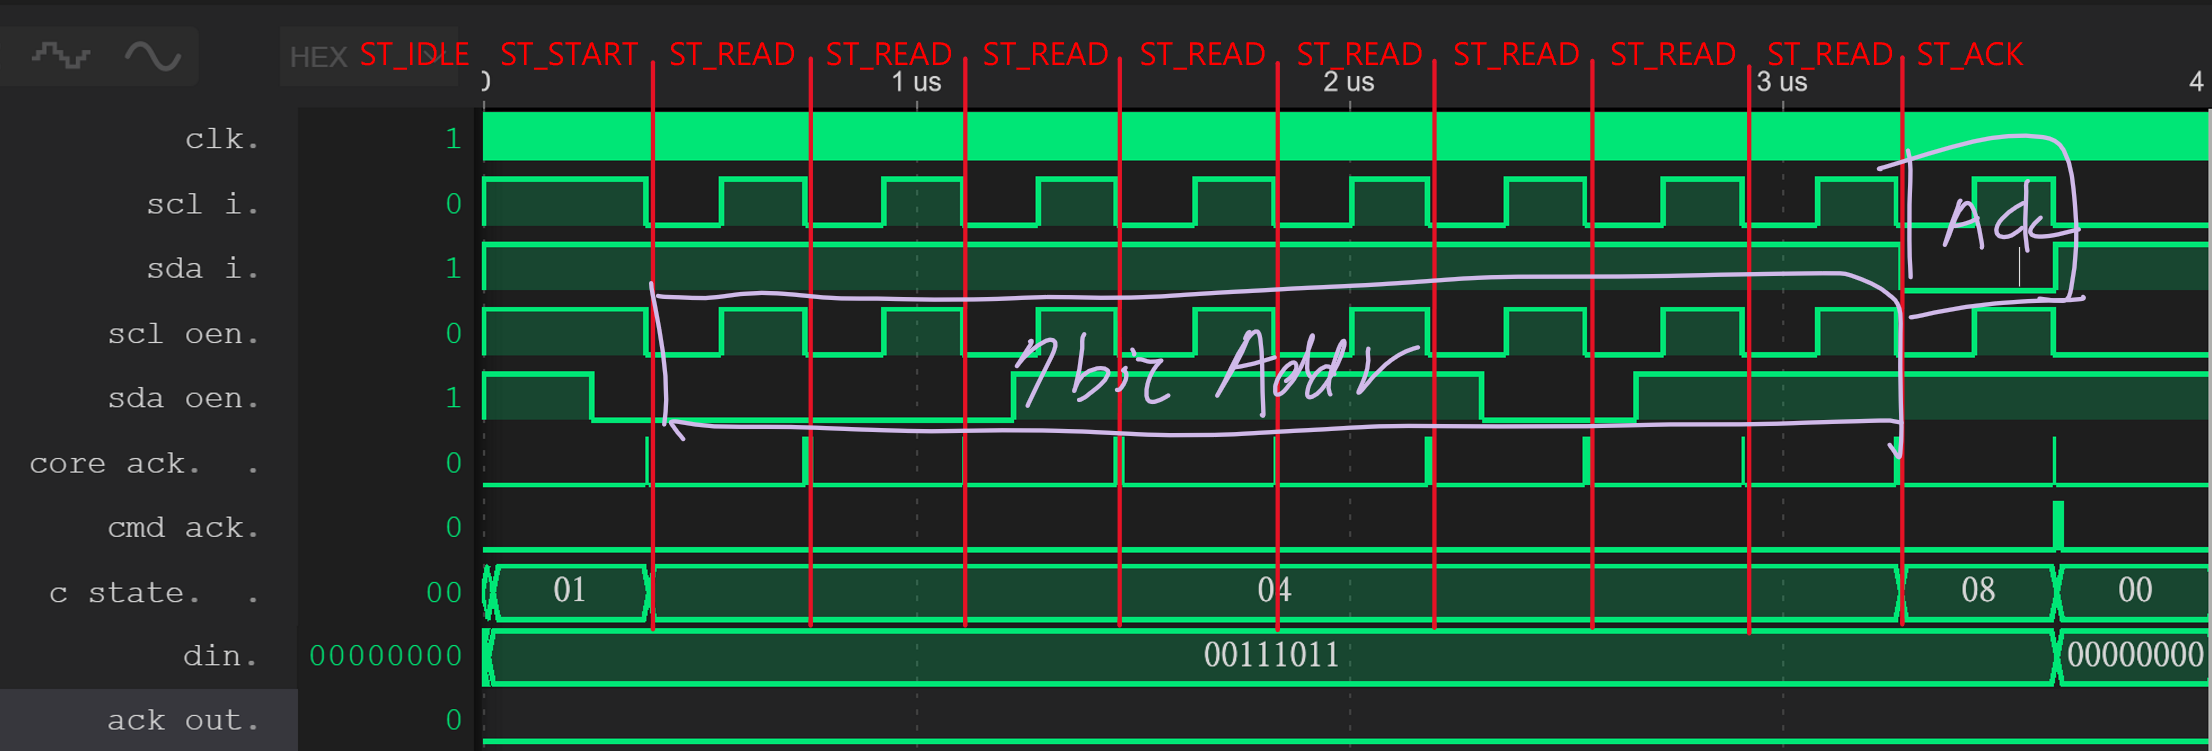 HEX ST_IDLE ST_START ST_READ ST_READ ST_READ ST_READ ST_READ ST_READ ST_READ ST_READ ST_ACK
0 1 us 2 us 3 us 4
clk. 1
scl i. 0
Ack
sda i. 1
scl oen. 0
7bit Addr
sda oen. 1
core ack. . 0
cmd ack. 0
c state. . 00 01 04 08 00
din. 00000000 00111011 00000000
ack out. 0